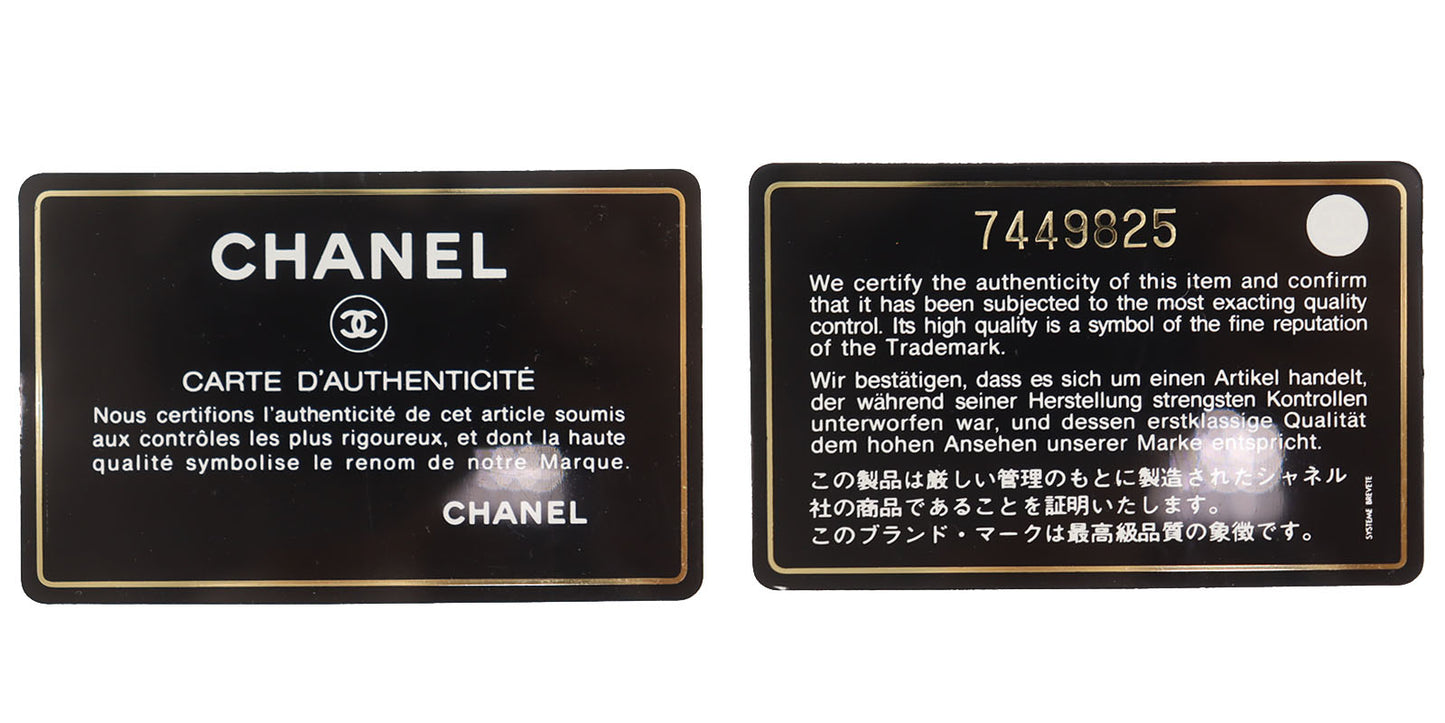 CHANEL
CARTE D'AUTHENTICITÉ
Nous certifions l'authenticité de cet article soumis
aux contrôles les plus rigoureux, et dont la haute
qualité symbolise le renom de notre Marque.
CHANEL
7449825
We certify the authenticity of this item and confirm
that it has been subjected to the most exacting quality
control. Its high quality is a symbol of the fine reputation
of the Trademark.
Wir bestätigen, dass es sich um einen Artikel handelt,
der während seiner Herstellung strengsten Kontrollen
unterworfen war, und dessen erstklassige Qualität
dem hohen Ansehen unserer Marke entspricht.
この製品は厳しい管理のもとに製造されたシャネル
社の商品であることを証明いたします。
このブランド・マークは最高級品質の象徴です。
SYSTEME BREVETE